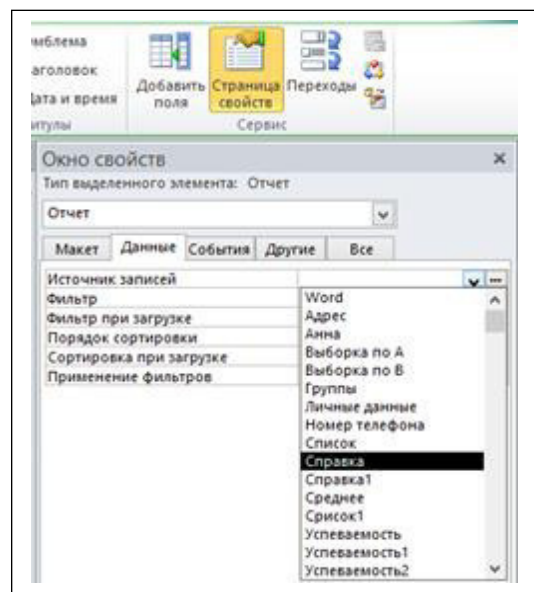 мблема
аголовок
Дата и время
итулы
Добавить поля
Страница свойств
Переходы
Сервис
Окно свойств
Тип выделенного элемента: Отчет
Отчет
Макет Данные События Другие Все
Источник записей
Фильтр
Фильтр при загрузке
Порядок сортировки
Сортировка при загрузке
Применение фильтров
Word
Адрес
Анна
Выборка по А
Выборка по В
Группы
Личные данные
Номер телефона
Список
Справка
Справка1
Среднее
Срисок1
Успеваемость
Успеваемость1
Успеваемость2